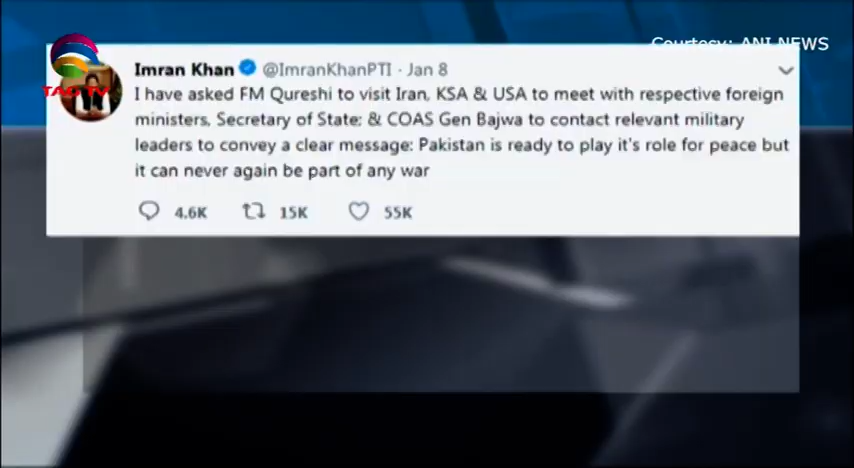 Courtesy: ANI NEWS
TAG TV
Imran Khan @ImranKhanPTI · Jan 8
I have asked FM Qureshi to visit Iran, KSA & USA to meet with respective foreign
ministers, Secretary of State; & COAS Gen Bajwa to contact relevant military
leaders to convey a clear message: Pakistan is ready to play it's role for peace but
it can never again be part of any war
4.6K 15K 55K